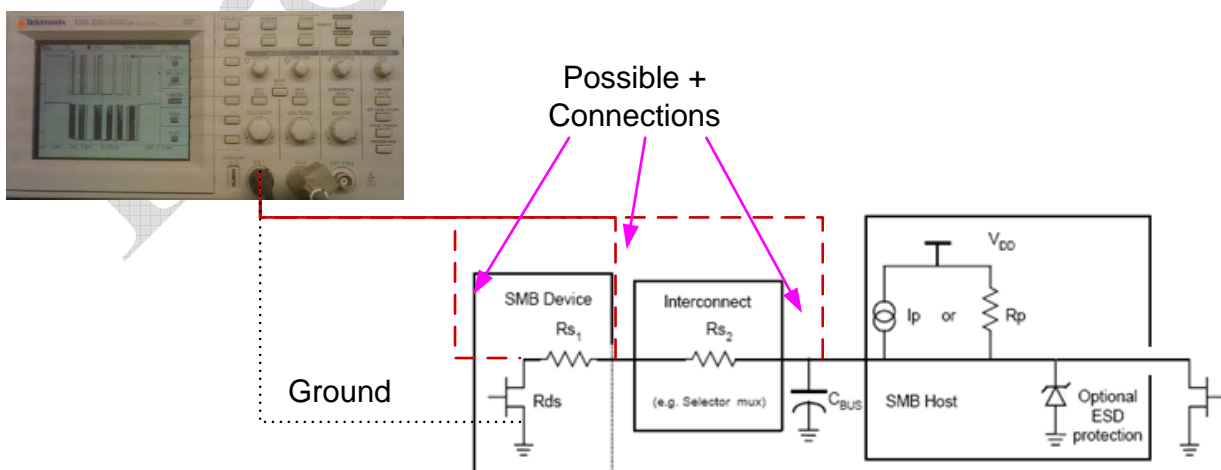 Tektronix
Possible +
Connections
Ground
SMB Device
Rs1
Rds
Interconnect
Rs2
(e.g. Selector mux)
CBUS
VDD
Ip or Rp
SMB Host
Optional
ESD
protection